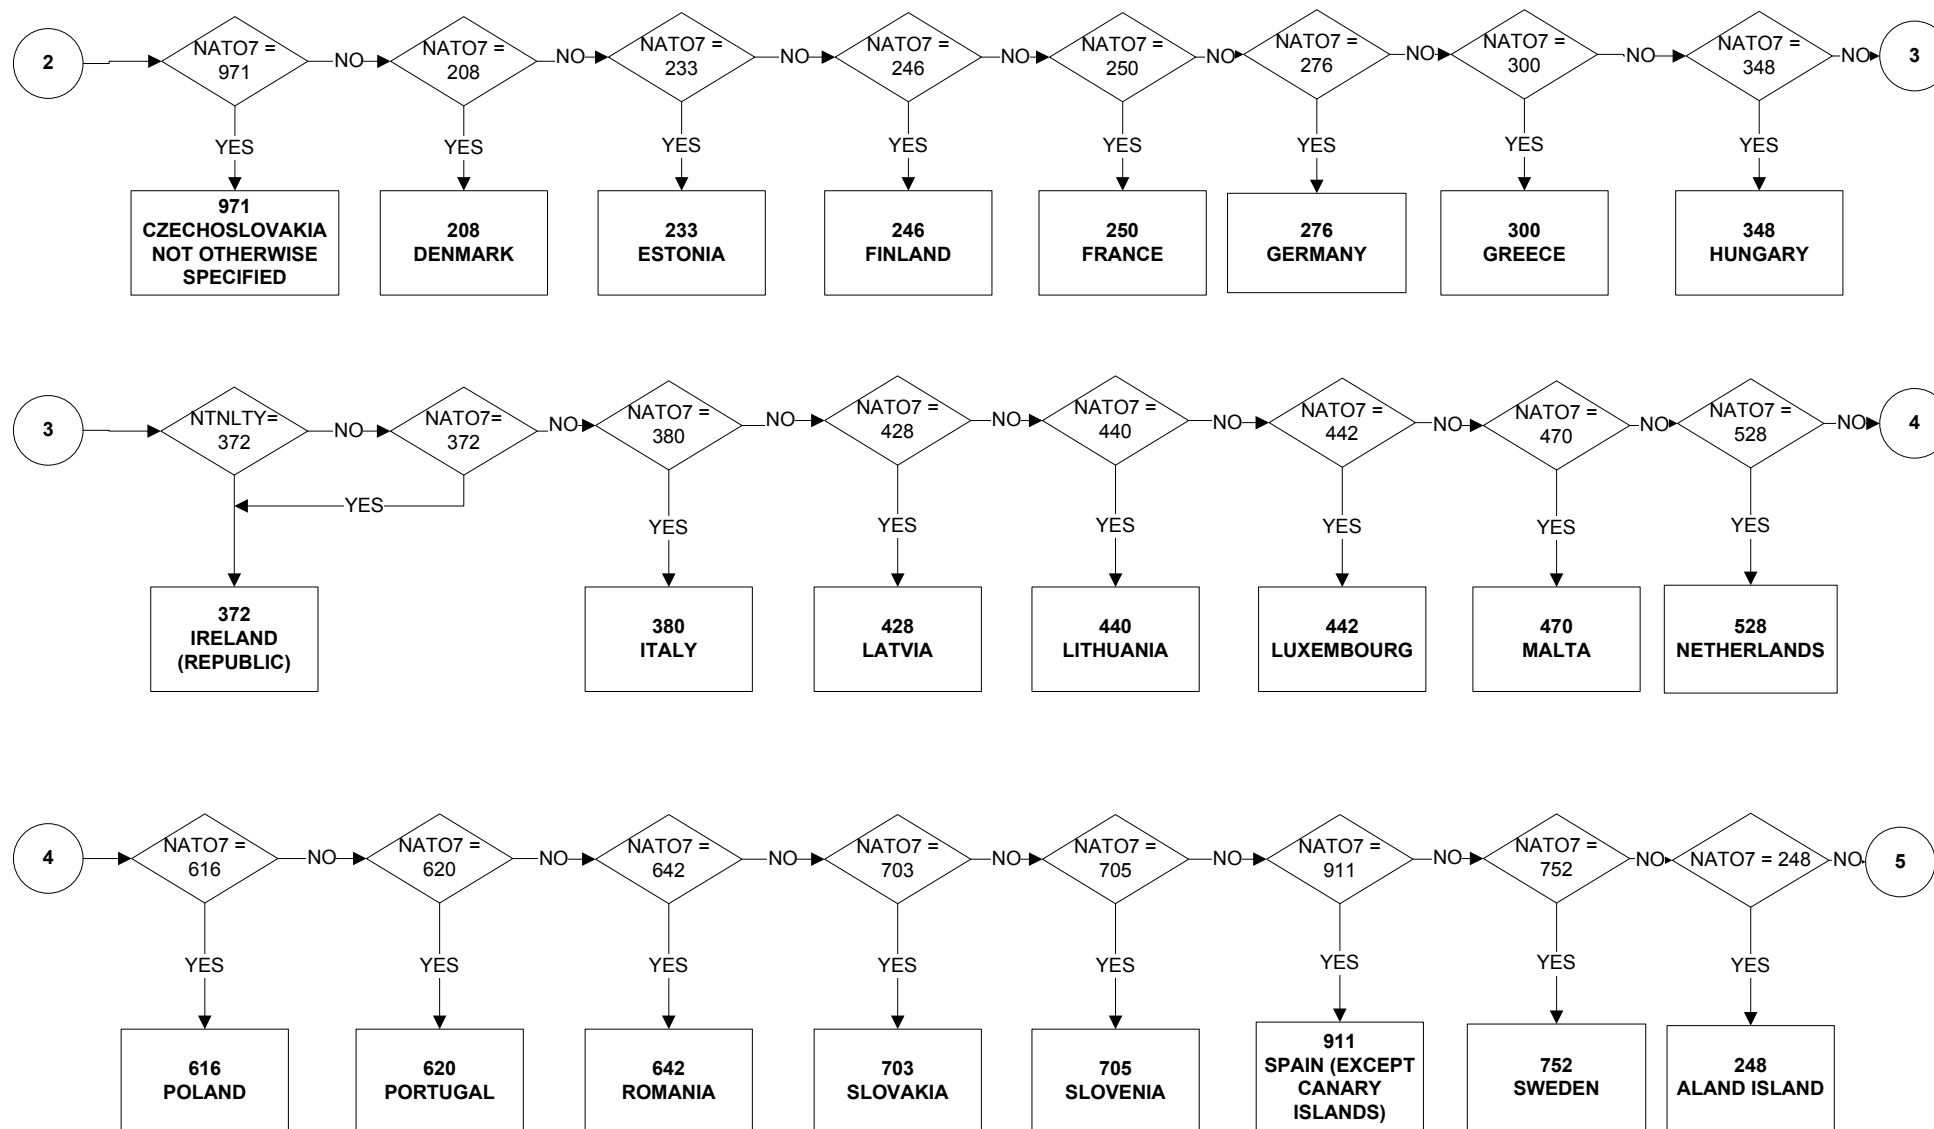 2
NATO7 =
971
NO
NATO7 =
208
NO
NATO7 =
233
NO
NATO7 =
246
NO
NATO7 =
250
NO
NATO7 =
276
NO
NATO7 =
300
NO
NATO7 =
348
NO
3
YES
YES
YES
YES
YES
YES
YES
YES
971
CZECHOSLOVAKIA
NOT OTHERWISE
SPECIFIED
208
DENMARK
233
ESTONIA
246
FINLAND
250
FRANCE
276
GERMANY
300
GREECE
348
HUNGARY
3
NTNLTY=
372
NO
NATO7=
372
NO
NATO7 =
380
NO
NATO7 =
428
NO
NATO7 =
440
NO
NATO7 =
442
NO
NATO7 =
470
NO
NATO7 =
528
NO
4
YES
YES
YES
YES
YES
YES
YES
372
IRELAND
(REPUBLIC)
380
ITALY
428
LATVIA
440
LITHUANIA
442
LUXEMBOURG
470
MALTA
528
NETHERLANDS
4
NATO7 =
616
NO
NATO7 =
620
NO
NATO7 =
642
NO
NATO7 =
703
NO
NATO7 =
705
NO
NATO7 =
911
NO
NATO7 =
752
NO
NATO7 = 248
NO
5
YES
YES
YES
YES
YES
YES
YES
YES
616
POLAND
620
PORTUGAL
642
ROMANIA
703
SLOVAKIA
705
SLOVENIA
911
SPAIN (EXCEPT
CANARY
ISLANDS)
752
SWEDEN
248
ALAND ISLAND